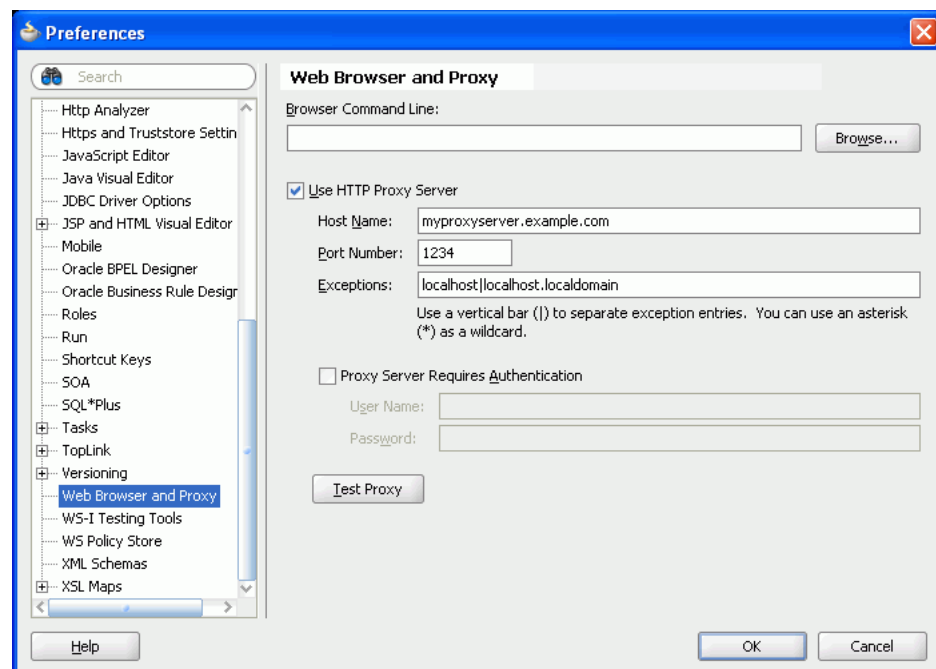 Preferences
Search
Http Analyzer
Https and Truststore Settin
JavaScript Editor
Java Visual Editor
JDBC Driver Options
JSP and HTML Visual Editor
Mobile
Oracle BPEL Designer
Oracle Business Rule Desigr
Roles
Run
Shortcut Keys
SOA
SQL*Plus
Tasks
TopLink
Versioning
Web Browser and Proxy
WS-I Testing Tools
WS Policy Store
XML Schemas
XSL Maps
Web Browser and Proxy
Browser Command Line:
Browse...
Use HTTP Proxy Server
Host Name: myproxyserver.example.com
Port Number: 1234
Exceptions: localhost|localhost.localdomain
Use a vertical bar (|) to separate exception entries. You can use an asterisk
(*) as a wildcard.
Proxy Server Requires Authentication
User Name:
Password:
Test Proxy
Help
OK
Cancel